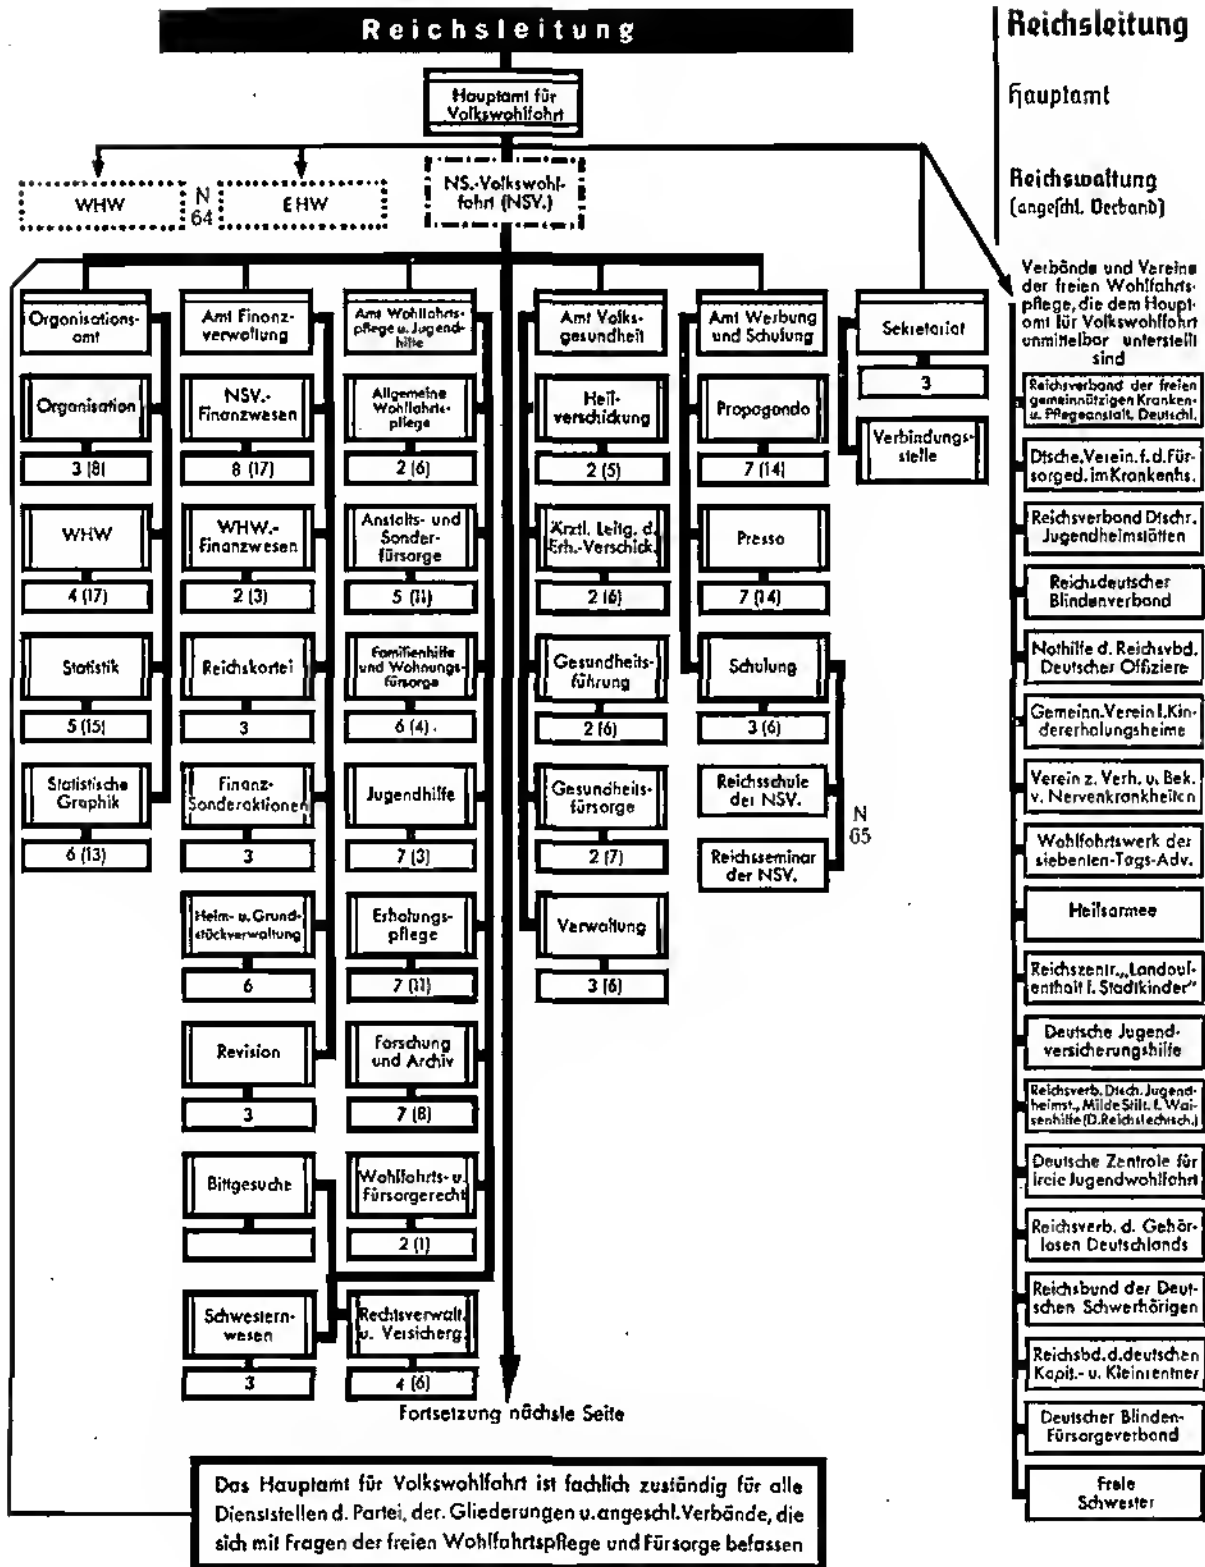 Reichsleitung
Hauptamt für
Volkswohlfahrt
WHW
N
64
EHW
NS.-Volkswohl-
fahrt (NSV.)
Reichsleitung
Hauptamt
Reichswaltung
(angeschl. Verband)
Organisations-
amt
Organisation
3 (8)
WHW
4 (17)
Statistik
5 (15)
Statistische
Graphik
6 (13)
Amt Finanz-
verwaltung
NSV.-
Finanzwesen
8 (17)
WHW.-
Finanzwesen
2 (3)
Reichskartei
3
Finanz-
Sonderaktionen
3
Heim- u. Grund-
stückverwaltung
6
Revision
3
Bittgesuche
Schwestern-
wesen
3
Amt Wohlfahrts-
pflege u. Jugend-
hilfe
Allgemeine
Wohlfahrts-
pflege
2 (6)
Anstalts- und
Sonder-
fürsorge
5 (11)
Familienhilfe
und Wohnungs-
fürsorge
6 (4)
Jugendhilfe
7 (3)
Erholungs-
pflege
7 (11)
Forschung
und Archiv
7 (8)
Wohlfahrts- u.
Fürsorgerecht
2 (1)
Rechtsverwalt.
u. Versicherg.
4 (6)
Amt Volks-
gesundheit
Heil-
verschickung
2 (5)
Ärztl. Leitg. d.
Erh.-Verschick.
2 (6)
Gesundheits-
führung
2 (6)
Gesundheits-
fürsorge
2 (7)
Verwaltung
3 (6)
Amt Werbung
und Schulung
Propaganda
7 (14)
Presse
7 (14)
Schulung
3 (6)
Reichsschule
der NSV.
Reichsseminar
der NSV.
N
65
Sekretariat
3
Verbindungs-
stelle
Verbände und Vereine
der freien Wohlfahrts-
pflege, die dem Haupt-
amt für Volkswohlfahrt
unmittelbar unterstellt
sind
Reichsverband der freien
gemeinnützigen Kranken-
u. Pflegeanstalt. Deutschl.
Dtsche. Verein. f. d. Für-
sorged. im Krankenhs.
Reichsverband Dtschr.
Jugendheimstätten
Reichsdeutscher
Blindenverband
Nothilfe d. Reichsvbd.
Deutscher Offiziere
Gemeinn. Verein f. Kin-
dererholungsheime
Verein z. Verh. u. Bek.
v. Nervenkrankheiten
Wohlfahrtswerk der
siebenten-Tags-Adv.
Heilsarmee
Reichszentr. „Landauf-
enthalt f. Stadtkinder"
Deutsche Jugend-
versicherungshilfe
Reichsverb. Dtsch. Jugend-
heimst., Milde Stift. f. Wai-
senhilfe (D. Reichsfechtsch.)
Deutsche Zentrale für
freie Jugendwohlfahrt
Reichsverb. d. Gehör-
losen Deutschlands
Reichsbund der Deut-
schen Schwerhörigen
Reichsbd. d. deutschen
Kapit.- u. Kleinrentner
Deutscher Blinden-
Fürsorgeverband
Freie
Schwester
Fortsetzung nächste Seite
Das Hauptamt für Volkswohlfahrt ist fachlich zuständig für alle
Dienststellen d. Partei, der Gliederungen u. angeschl. Verbände, die
sich mit Fragen der freien Wohlfahrtspflege und Fürsorge befassen